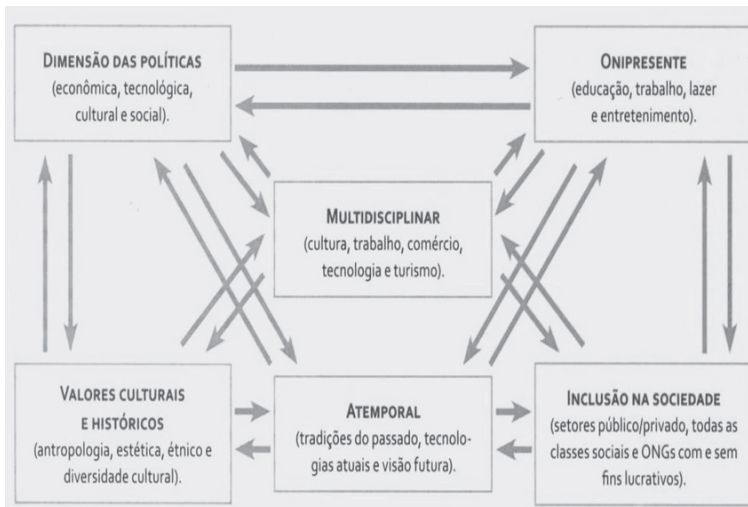 DIMENSÃO DAS POLÍTICAS
(econômica, tecnológica,
cultural e social).
ONIPRESENTE
(educação, trabalho, lazer
e entretenimento).
MULTIDISCIPLINAR
(cultura, trabalho, comércio,
tecnologia e turismo).
VALORES CULTURAIS
E HISTÓRICOS
(antropologia, estética, étnico e
diversidade cultural).
ATEMPORAL
(tradições do passado, tecnolo-
gias atuais e visão futura).
INCLUSÃO NA SOCIEDADE
(setores público/privado, todas as
classes sociais e ONGs com e sem
fins lucrativos).